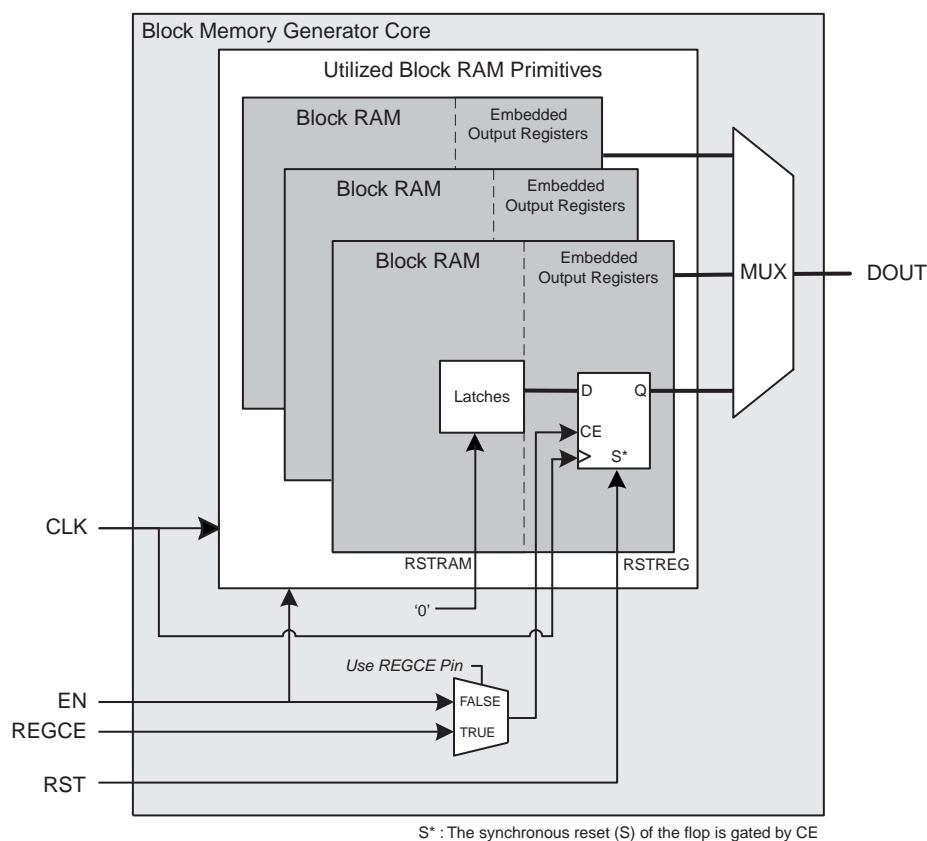 Block Memory Generator Core
Utilized Block RAM Primitives
Block RAM
Embedded
Output Registers
Block RAM
Embedded
Output Registers
Block RAM
Embedded
Output Registers
MUX
DOUT
Latches
D
Q
CE
S*
CLK
RSTRAM
RSTREG
‘0’
Use REGCE Pin
EN
FALSE
REGCE
TRUE
RST
S* : The synchronous reset (S) of the flop is gated by CE